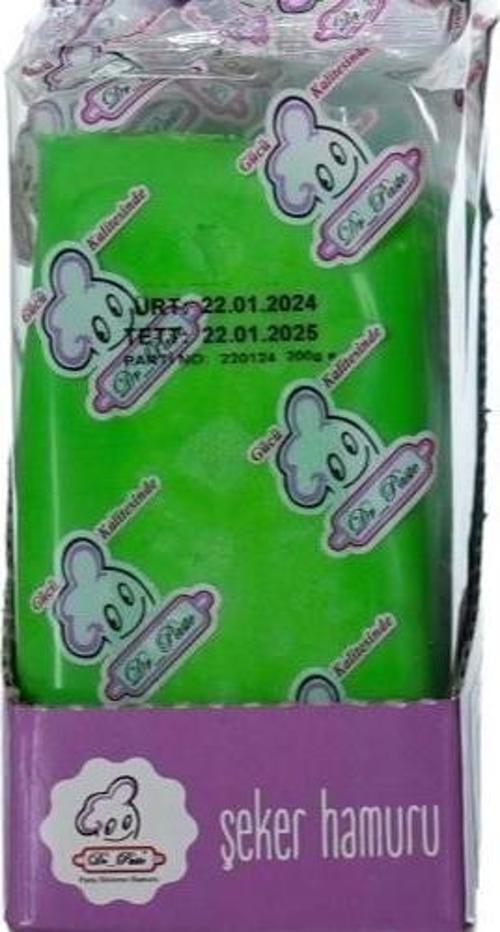 Kalitesinde
Gücü
Dr. Paste
Kalitesinde
Gücü
ÜRT: 22.01.2024
TETT: 22.01.2025
PARTİ NO: 220124 200g e
Dr. Paste
Kalitesinde
Gücü
Dr. Paste
Kalitesinde
Gücü
Dr. Paste
Kalitesinde
şeker hamuru
Dr. Paste